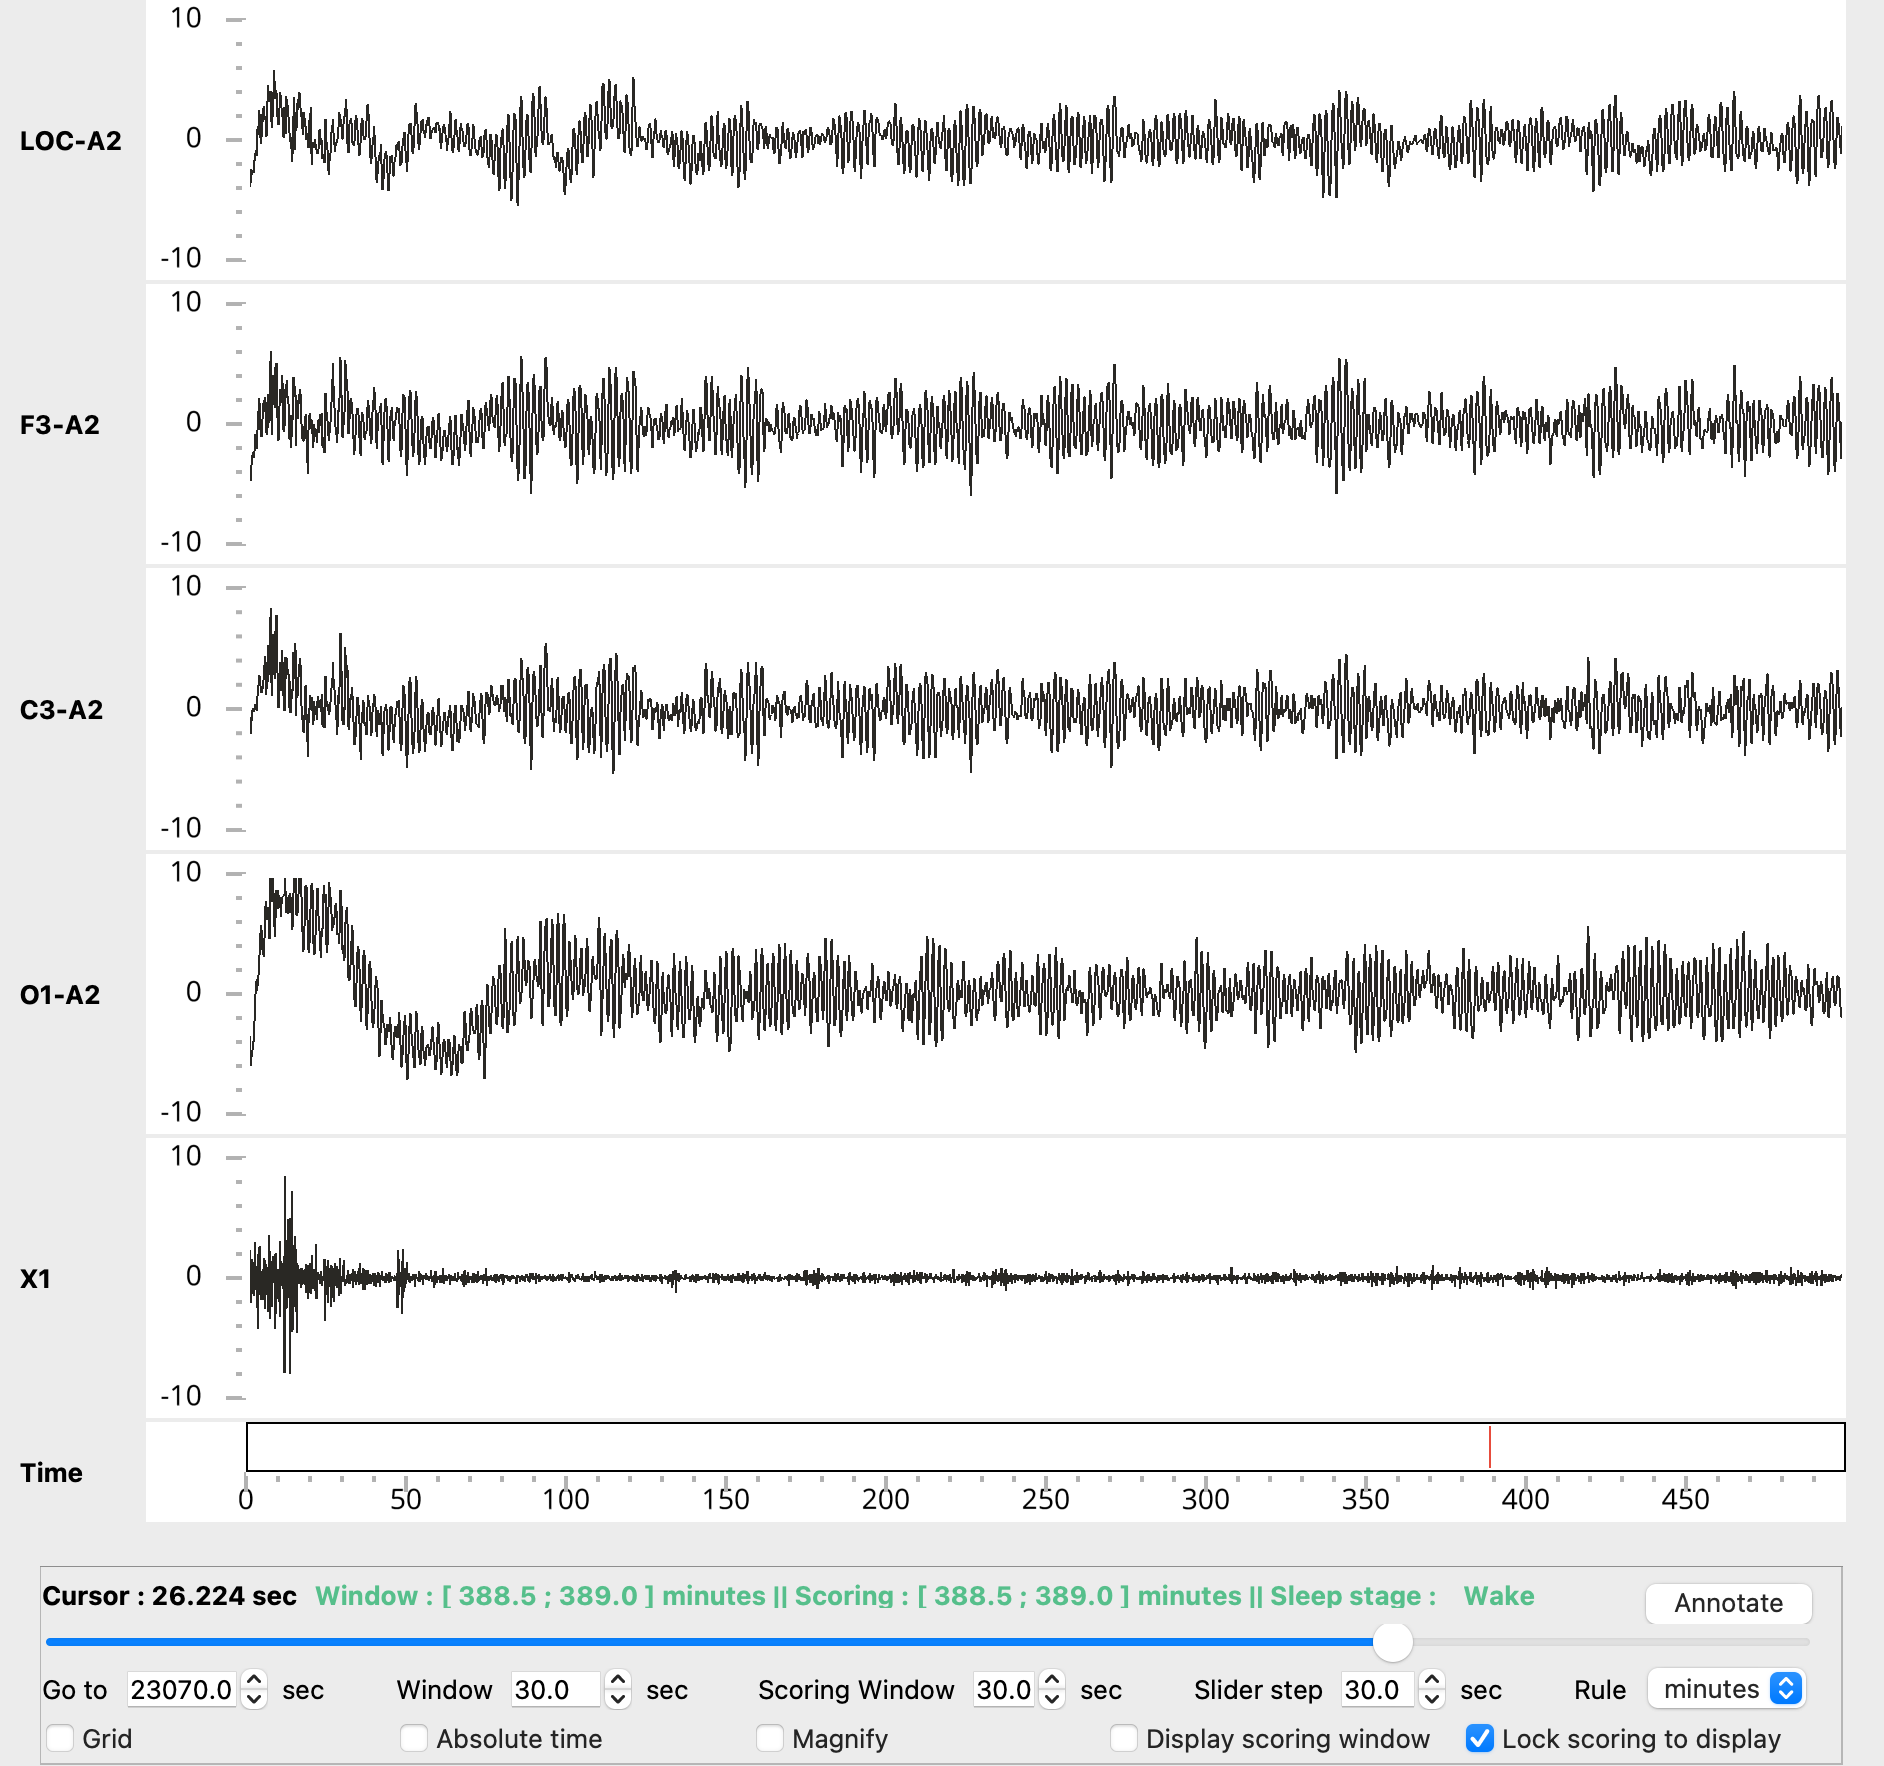 10
LOC-A2
0
-10
10
F3-A2
0
-10
10
C3-A2
0
-10
10
O1-A2
0
-10
10
X1
0
-10
Time
0 50 100 150 200 250 300 350 400 450
Cursor : 26.224 sec Window : [ 388.5 ; 389.0 ] minutes || Scoring : [ 388.5 ; 389.0 ] minutes || Sleep stage : Wake Annotate
Go to 23070.0 sec Window 30.0 sec Scoring Window 30.0 sec Slider step 30.0 sec Rule minutes
Grid Absolute time Magnify Display scoring window Lock scoring to display